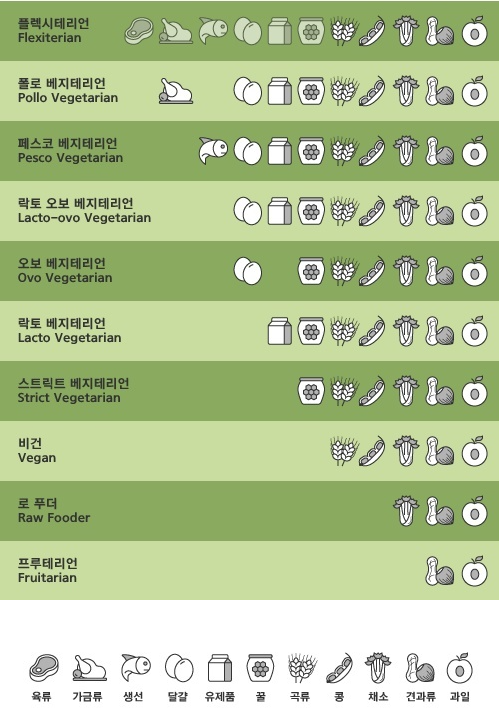 플렉시테리언
Flexiterian
폴로 베지테리언
Pollo Vegetarian
페스코 베지테리언
Pesco Vegetarian
락토 오보 베지테리언
Lacto-ovo Vegetarian
오보 베지테리언
Ovo Vegetarian
락토 베지테리언
Lacto Vegetarian
스트릭트 베지테리언
Strict Vegetarian
비건
Vegan
로 푸더
Raw Fooder
프루테리언
Fruitarian
육류 가금류 생선 달걀 유제품 꿀 곡류 콩 채소 견과류 과일